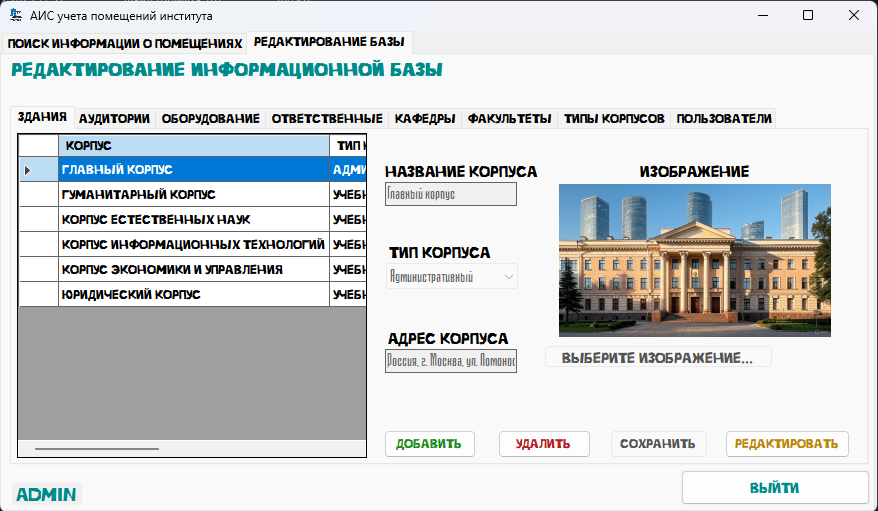 АИС учета помещений института
ПОИСК ИНФОРМАЦИИ О ПОМЕЩЕНИЯХ РЕДАКТИРОВАНИЕ БАЗЫ
РЕДАКТИРОВАНИЕ ИНФОРМАЦИОННОЙ БАЗЫ
ЗДАНИЯ АУДИТОРИИ ОБОРУДОВАНИЕ ОТВЕТСТВЕННЫЕ КАФЕДРЫ ФАКУЛЬТЕТЫ ТИПЫ КОРПУСОВ ПОЛЬЗОВАТЕЛИ
КОРПУС ТИП К
ГЛАВНЫЙ КОРПУС АДМИ
ГУМАНИТАРНЫЙ КОРПУС УЧЕБН
КОРПУС ЕСТЕСТВЕННЫХ НАУК УЧЕБН
КОРПУС ИНФОРМАЦИОННЫХ ТЕХНОЛОГИЙ УЧЕБН
КОРПУС ЭКОНОМИКИ И УПРАВЛЕНИЯ УЧЕБН
ЮРИДИЧЕСКИЙ КОРПУС УЧЕБН
НАЗВАНИЕ КОРПУСА
Главный корпус
ТИП КОРПУСА
Административный
АДРЕС КОРПУСА
Россия, г. Москва, ул. Ломонос
ИЗОБРАЖЕНИЕ
ВЫБЕРИТЕ ИЗОБРАЖЕНИЕ...
ДОБАВИТЬ УДАЛИТЬ СОХРАНИТЬ РЕДАКТИРОВАТЬ
ADMIN ВЫЙТИ